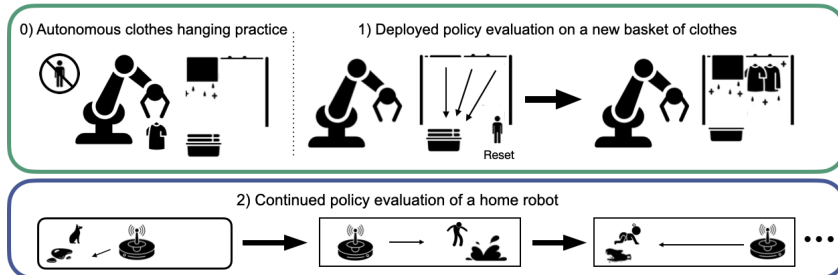 0) Autonomous clothes hanging practice
1) Deployed policy evaluation on a new basket of clothes
Reset
2) Continued policy evaluation of a home robot